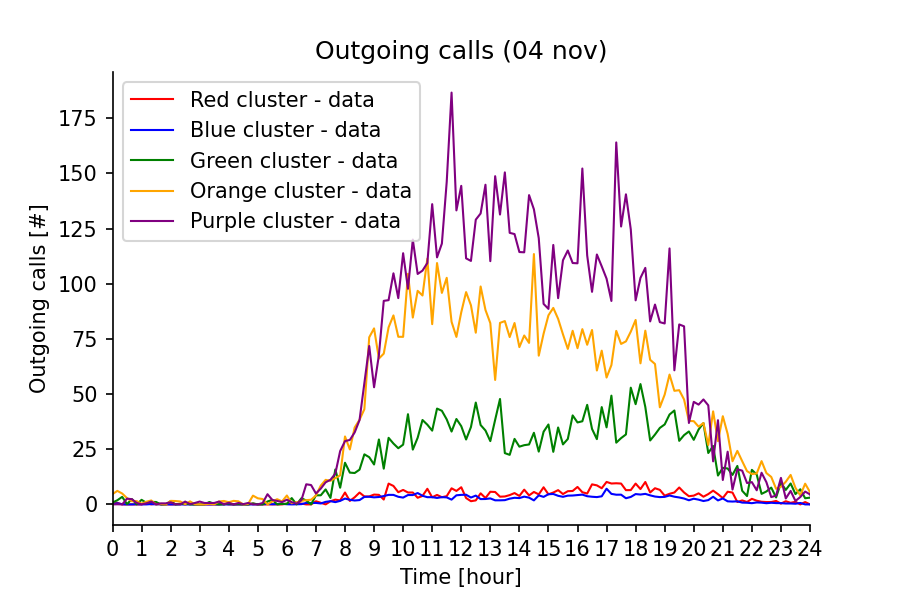 Outgoing calls (04 nov)
Red cluster - data
Blue cluster - data
Green cluster - data
Orange cluster - data
Purple cluster - data
Outgoing calls [#]
175
150
125
100
75
50
25
0
0 1 2 3 4 5 6 7 8 9 10 11 12 13 14 15 16 17 18 19 20 21 22 23 24
Time [hour]